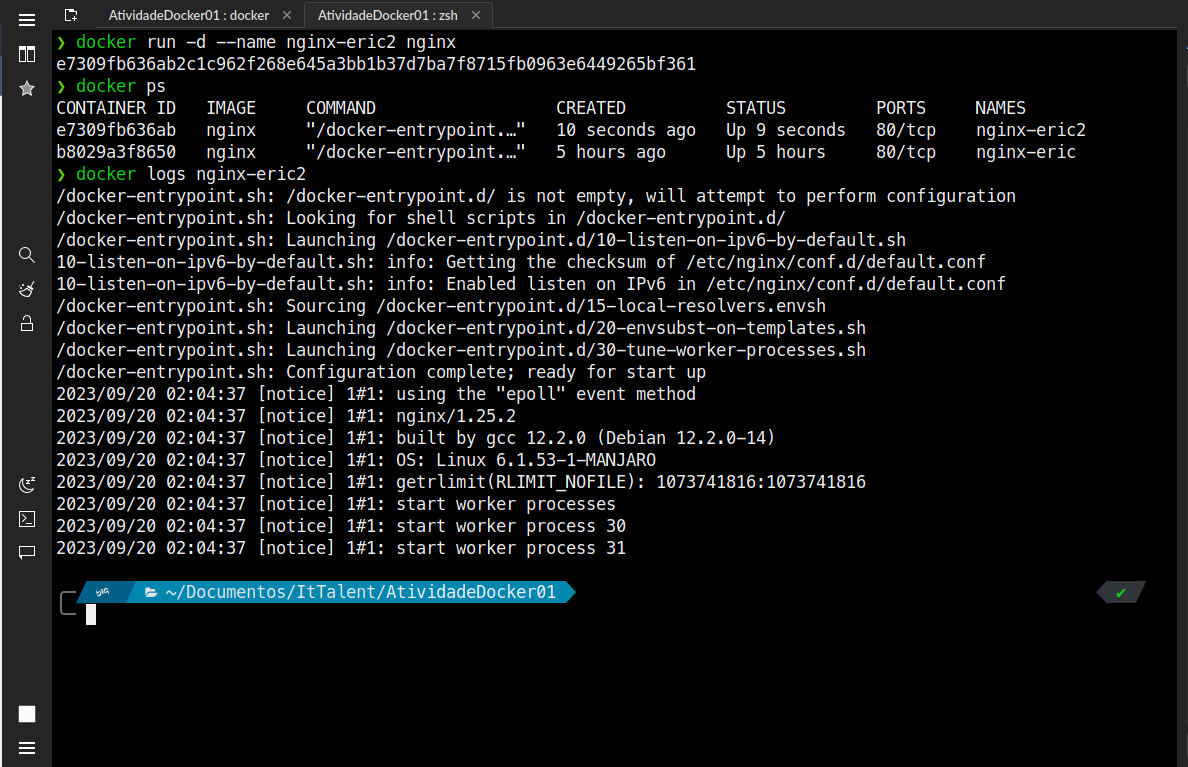 AtividadeDocker01 : docker
AtividadeDocker01 : zsh
❯ docker run -d --name nginx-eric2 nginx
e7309fb636ab2c1c962f268e645a3bb1b37d7ba7f8715fb0963e6449265bf361
❯ docker ps
CONTAINER ID   IMAGE     COMMAND                  CREATED          STATUS         PORTS     NAMES
e7309fb636ab   nginx     "/docker-entrypoint.…"   10 seconds ago   Up 9 seconds   80/tcp    nginx-eric2
b8029a3f8650   nginx     "/docker-entrypoint.…"   5 hours ago      Up 5 hours     80/tcp    nginx-eric
❯ docker logs nginx-eric2
/docker-entrypoint.sh: /docker-entrypoint.d/ is not empty, will attempt to perform configuration
/docker-entrypoint.sh: Looking for shell scripts in /docker-entrypoint.d/
/docker-entrypoint.sh: Launching /docker-entrypoint.d/10-listen-on-ipv6-by-default.sh
10-listen-on-ipv6-by-default.sh: info: Getting the checksum of /etc/nginx/conf.d/default.conf
10-listen-on-ipv6-by-default.sh: info: Enabled listen on IPv6 in /etc/nginx/conf.d/default.conf
/docker-entrypoint.sh: Sourcing /docker-entrypoint.d/15-local-resolvers.envsh
/docker-entrypoint.sh: Launching /docker-entrypoint.d/20-envsubst-on-templates.sh
/docker-entrypoint.sh: Launching /docker-entrypoint.d/30-tune-worker-processes.sh
/docker-entrypoint.sh: Configuration complete; ready for start up
2023/09/20 02:04:37 [notice] 1#1: using the "epoll" event method
2023/09/20 02:04:37 [notice] 1#1: nginx/1.25.2
2023/09/20 02:04:37 [notice] 1#1: built by gcc 12.2.0 (Debian 12.2.0-14)
2023/09/20 02:04:37 [notice] 1#1: OS: Linux 6.1.53-1-MANJARO
2023/09/20 02:04:37 [notice] 1#1: getrlimit(RLIMIT_NOFILE): 1073741816:1073741816
2023/09/20 02:04:37 [notice] 1#1: start worker processes
2023/09/20 02:04:37 [notice] 1#1: start worker process 30
2023/09/20 02:04:37 [notice] 1#1: start worker process 31
~/Documentos/ItTalent/AtividadeDocker01 ✔